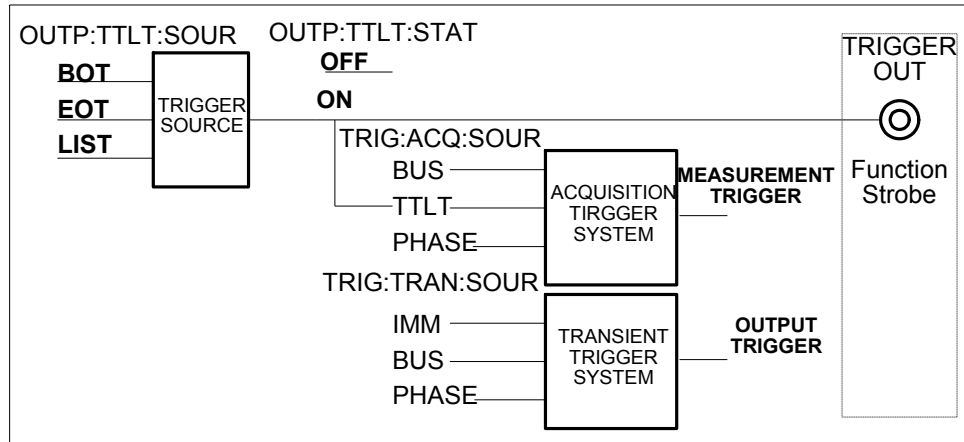 OUTP:TTLT:SOUR
BOT
EOT
LIST
TRIGGER
SOURCE
OUTP:TTLT:STAT
OFF
ON
TRIGGER
OUT
Function
Strobe
TRIG:ACQ:SOUR
BUS
TTLT
PHASE
ACQUISITION
TIRGGER
SYSTEM
MEASUREMENT
TRIGGER
TRIG:TRAN:SOUR
IMM
BUS
PHASE
TRANSIENT
TRIGGER
SYSTEM
OUTPUT
TRIGGER